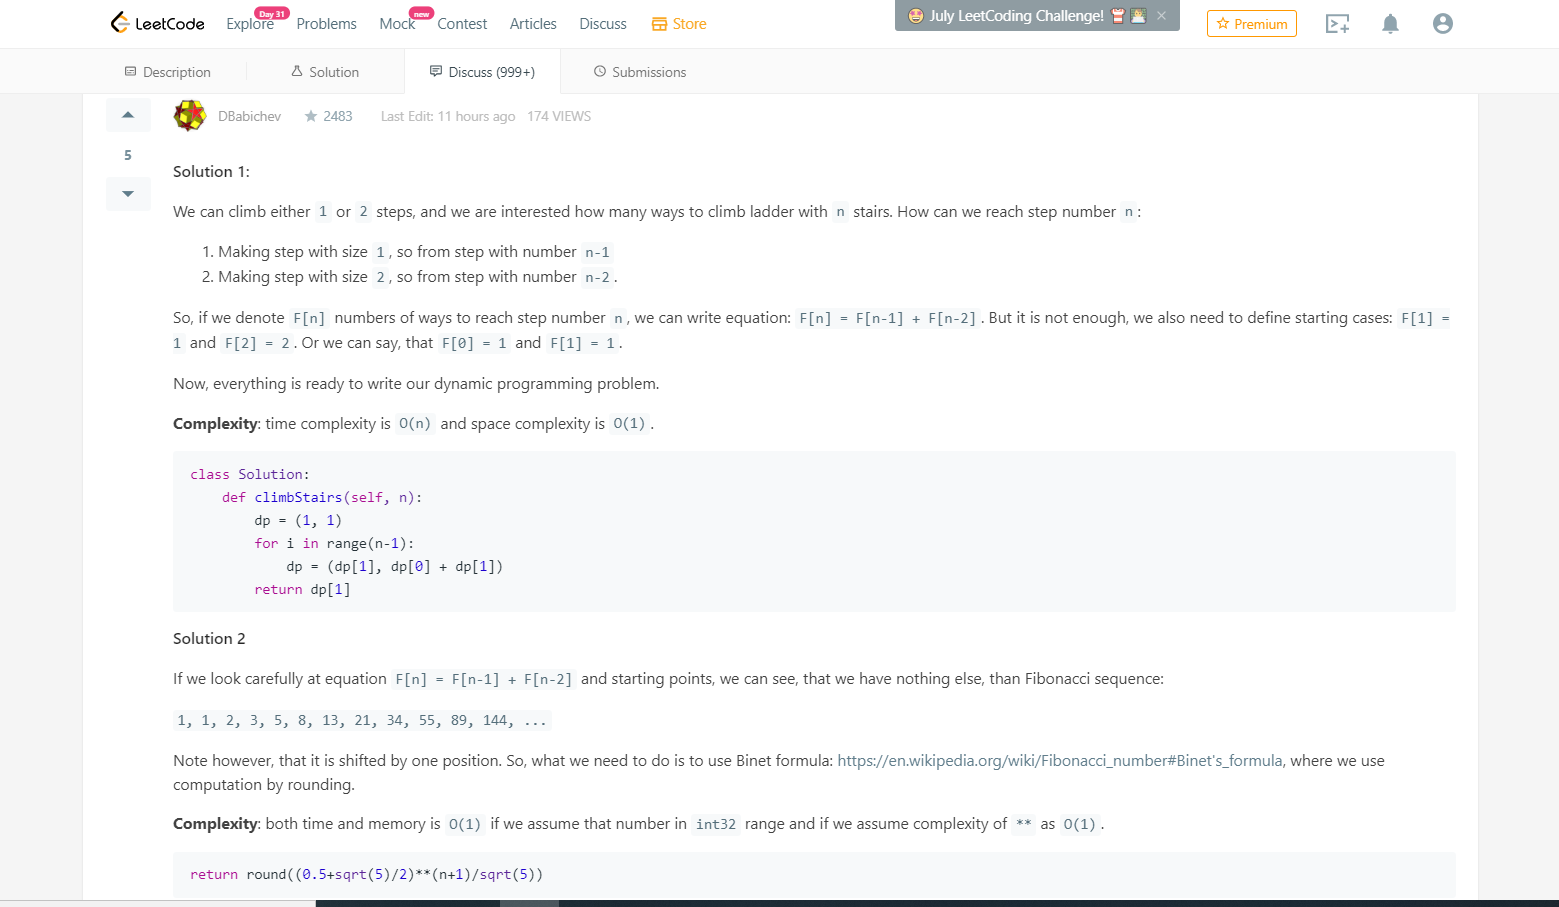 LeetCode Explore Day 31 Problems Mock new Contest Articles Discuss Store July LeetCoding Challenge! × Premium
Description Solution Discuss (999+) Submissions
DBabichev 2483 Last Edit: 11 hours ago 174 VIEWS
5
Solution 1:
We can climb either 1 or 2 steps, and we are interested how many ways to climb ladder with n stairs. How can we reach step number n:
1. Making step with size 1, so from step with number n-1
2. Making step with size 2, so from step with number n-2.
So, if we denote F[n] numbers of ways to reach step number n, we can write equation: F[n] = F[n-1] + F[n-2]. But it is not enough, we also need to define starting cases: F[1] =
1 and F[2] = 2. Or we can say, that F[0] = 1 and F[1] = 1.
Now, everything is ready to write our dynamic programming problem.
Complexity: time complexity is O(n) and space complexity is O(1).
class Solution:
def climbStairs(self, n):
dp = (1, 1)
for i in range(n-1):
dp = (dp[1], dp[0] + dp[1])
return dp[1]
Solution 2
If we look carefully at equation F[n] = F[n-1] + F[n-2] and starting points, we can see, that we have nothing else, than Fibonacci sequence:
1, 1, 2, 3, 5, 8, 13, 21, 34, 55, 89, 144, ...
Note however, that it is shifted by one position. So, what we need to do is to use Binet formula: https://en.wikipedia.org/wiki/Fibonacci_number#Binet's_formula, where we use
computation by rounding.
Complexity: both time and memory is O(1) if we assume that number in int32 range and if we assume complexity of ** as O(1).
return round((0.5+sqrt(5)/2)**(n+1)/sqrt(5))